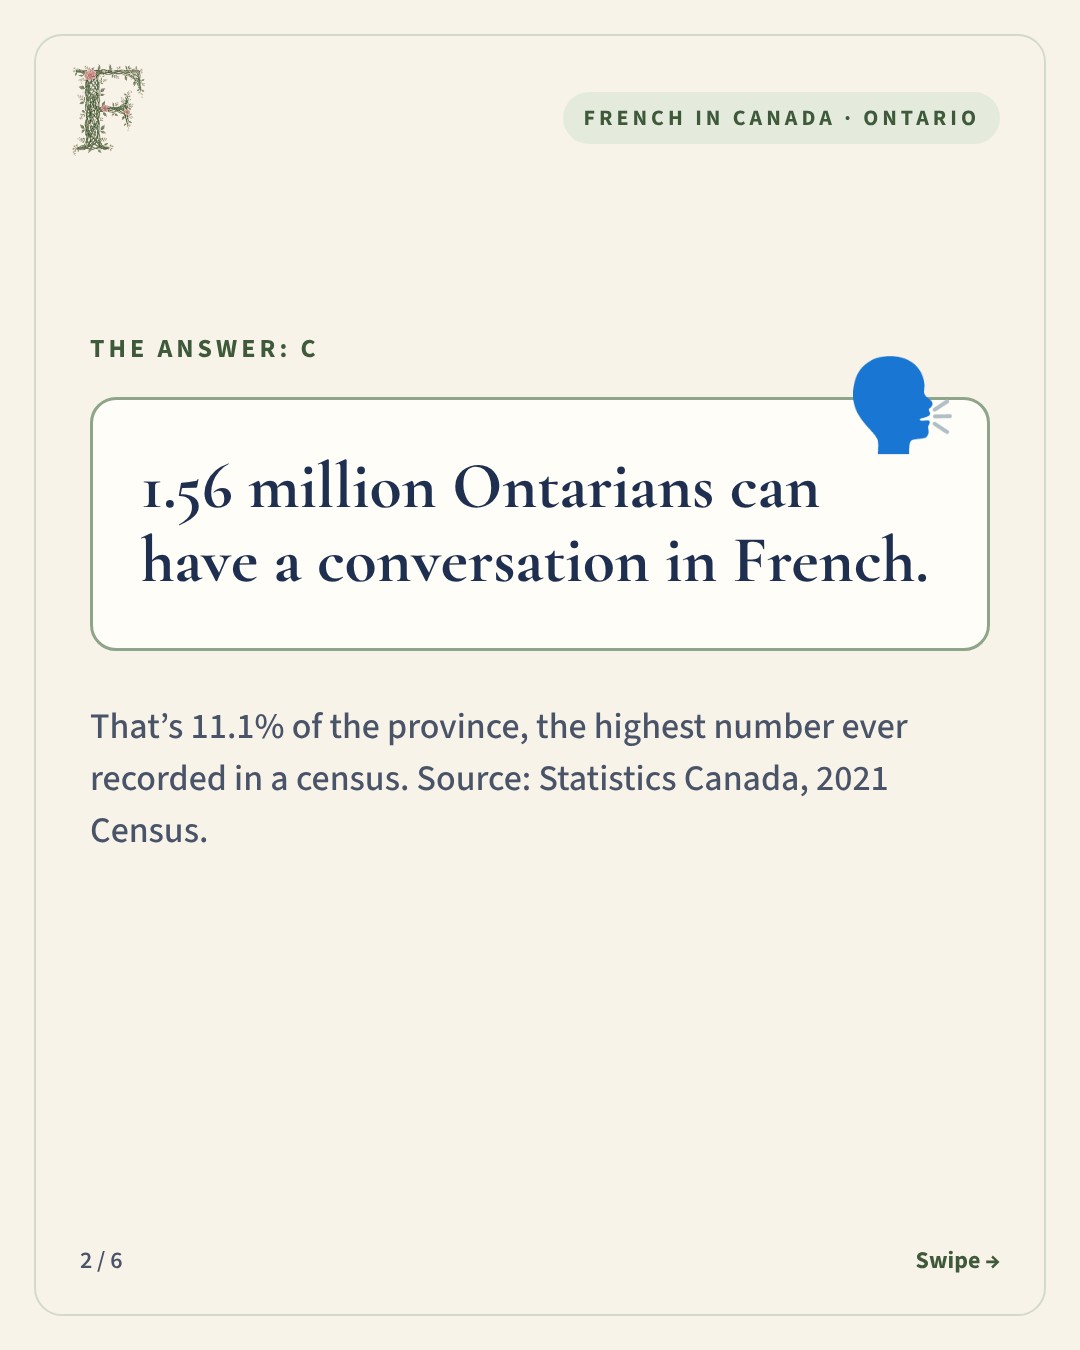 F
FRENCH IN CANADA · ONTARIO
THE ANSWER: C
1.56 million Ontarians can
have a conversation in French.
That’s 11.1% of the province, the highest number ever
recorded in a census. Source: Statistics Canada, 2021
Census.
2 / 6
Swipe →